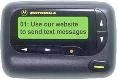 MOTOROLA
01: Use our website
to send text messages